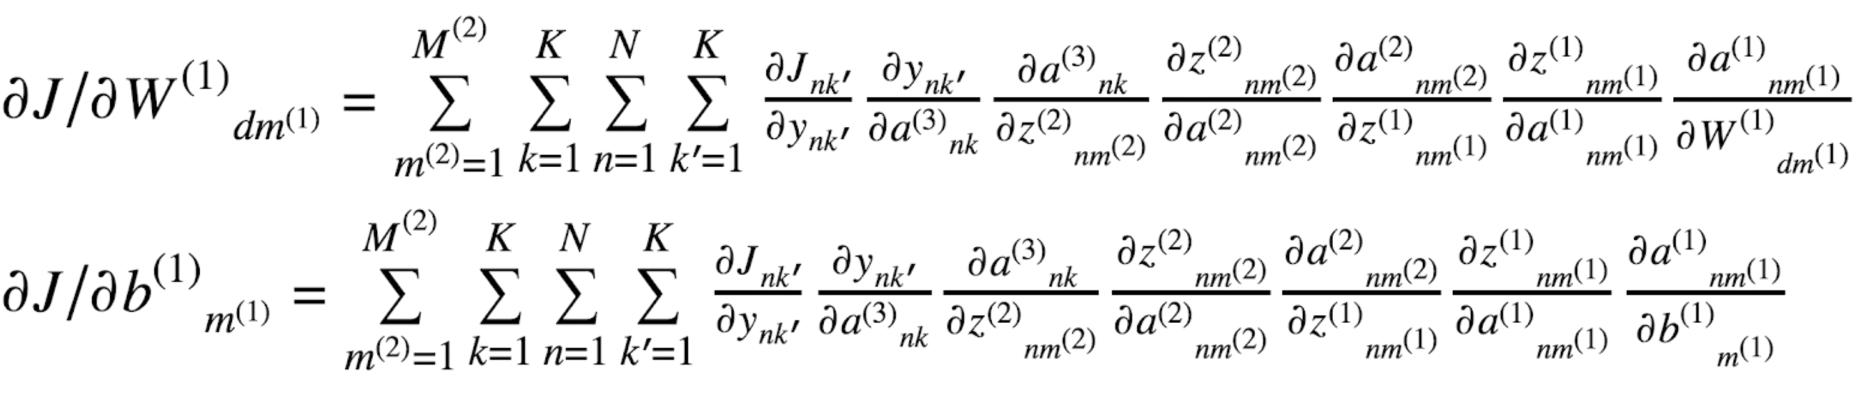 ∂J/∂W^{(1)}_{dm^{(1)}} = \sum_{m^{(2)}=1}^{M^{(2)}} \sum_{k=1}^{K} \sum_{n=1}^{N} \sum_{k'=1}^{K} \frac{∂J_{nk'}}{∂y_{nk'}} \frac{∂y_{nk'}}{∂a^{(3)}_{nk}} \frac{∂a^{(3)}_{nk}}{∂z^{(2)}_{nm^{(2)}}} \frac{∂z^{(2)}_{nm^{(2)}}}{∂a^{(2)}_{nm^{(2)}}} \frac{∂a^{(2)}_{nm^{(2)}}}{∂z^{(1)}_{nm^{(1)}}} \frac{∂z^{(1)}_{nm^{(1)}}}{∂a^{(1)}_{nm^{(1)}}} \frac{∂a^{(1)}_{nm^{(1)}}}{∂W^{(1)}_{dm^{(1)}}}
∂J/∂b^{(1)}_{m^{(1)}} = \sum_{m^{(2)}=1}^{M^{(2)}} \sum_{k=1}^{K} \sum_{n=1}^{N} \sum_{k'=1}^{K} \frac{∂J_{nk'}}{∂y_{nk'}} \frac{∂y_{nk'}}{∂a^{(3)}_{nk}} \frac{∂a^{(3)}_{nk}}{∂z^{(2)}_{nm^{(2)}}} \frac{∂z^{(2)}_{nm^{(2)}}}{∂a^{(2)}_{nm^{(2)}}} \frac{∂a^{(2)}_{nm^{(2)}}}{∂z^{(1)}_{nm^{(1)}}} \frac{∂z^{(1)}_{nm^{(1)}}}{∂a^{(1)}_{nm^{(1)}}} \frac{∂a^{(1)}_{nm^{(1)}}}{∂b^{(1)}_{m^{(1)}}}